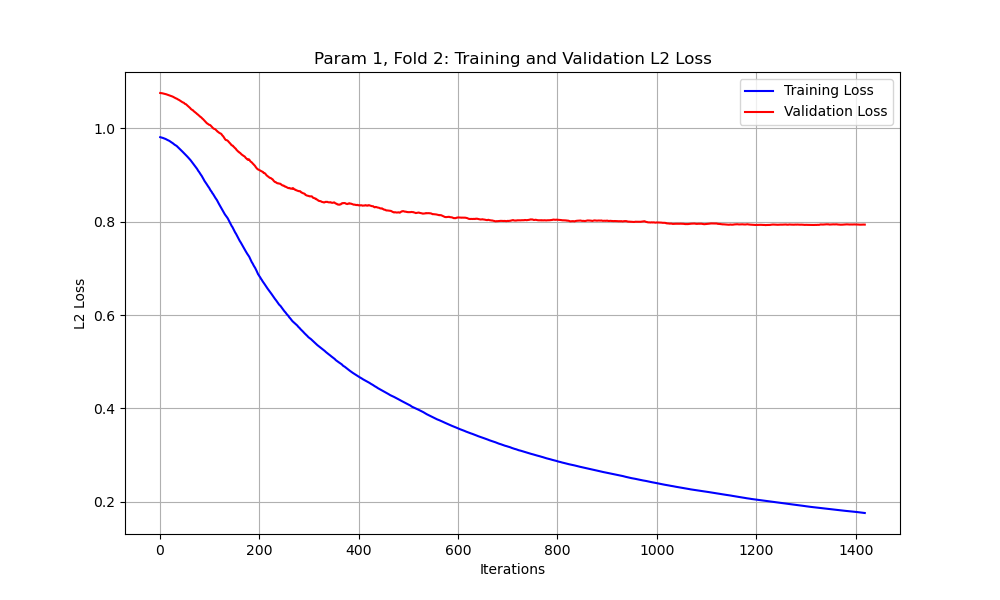 Param 1, Fold 2: Training and Validation L2 Loss
Training Loss
Validation Loss
L2 Loss
1.0
0.8
0.6
0.4
0.2
0 200 400 600 800 1000 1200 1400
Iterations